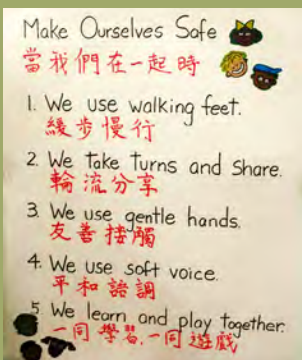 Make Ourselves Safe
當我們在一起時
1. We use walking feet.
緩步慢行
2. We take turns and share.
輪流分享
3. We use gentle hands.
友善接觸
4. We use soft voice.
平和語調
5. We learn and play together.
一同學習,一同遊戲